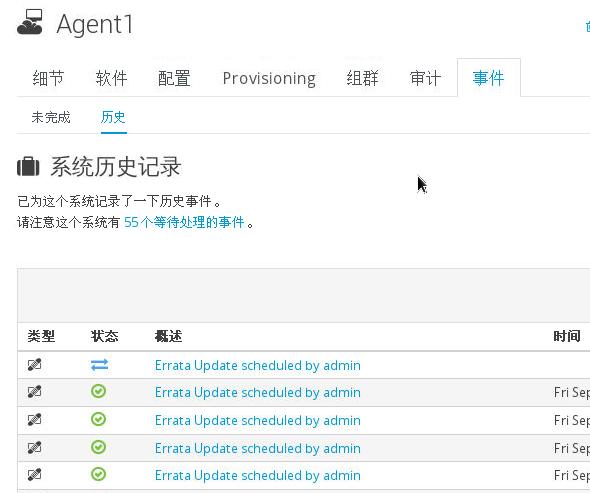 Agent1
细节 软件 配置 Provisioning 组群 审计 事件
未完成 历史
系统历史记录
已为这个系统记录了一下历史事件。
请注意这个系统有 55个等待处理的事件。
类型 状态 概述 时间
Errata Update scheduled by admin
Errata Update scheduled by admin Fri Sep
Errata Update scheduled by admin Fri Sep
Errata Update scheduled by admin Fri Sep
Errata Update scheduled by admin Fri Sep